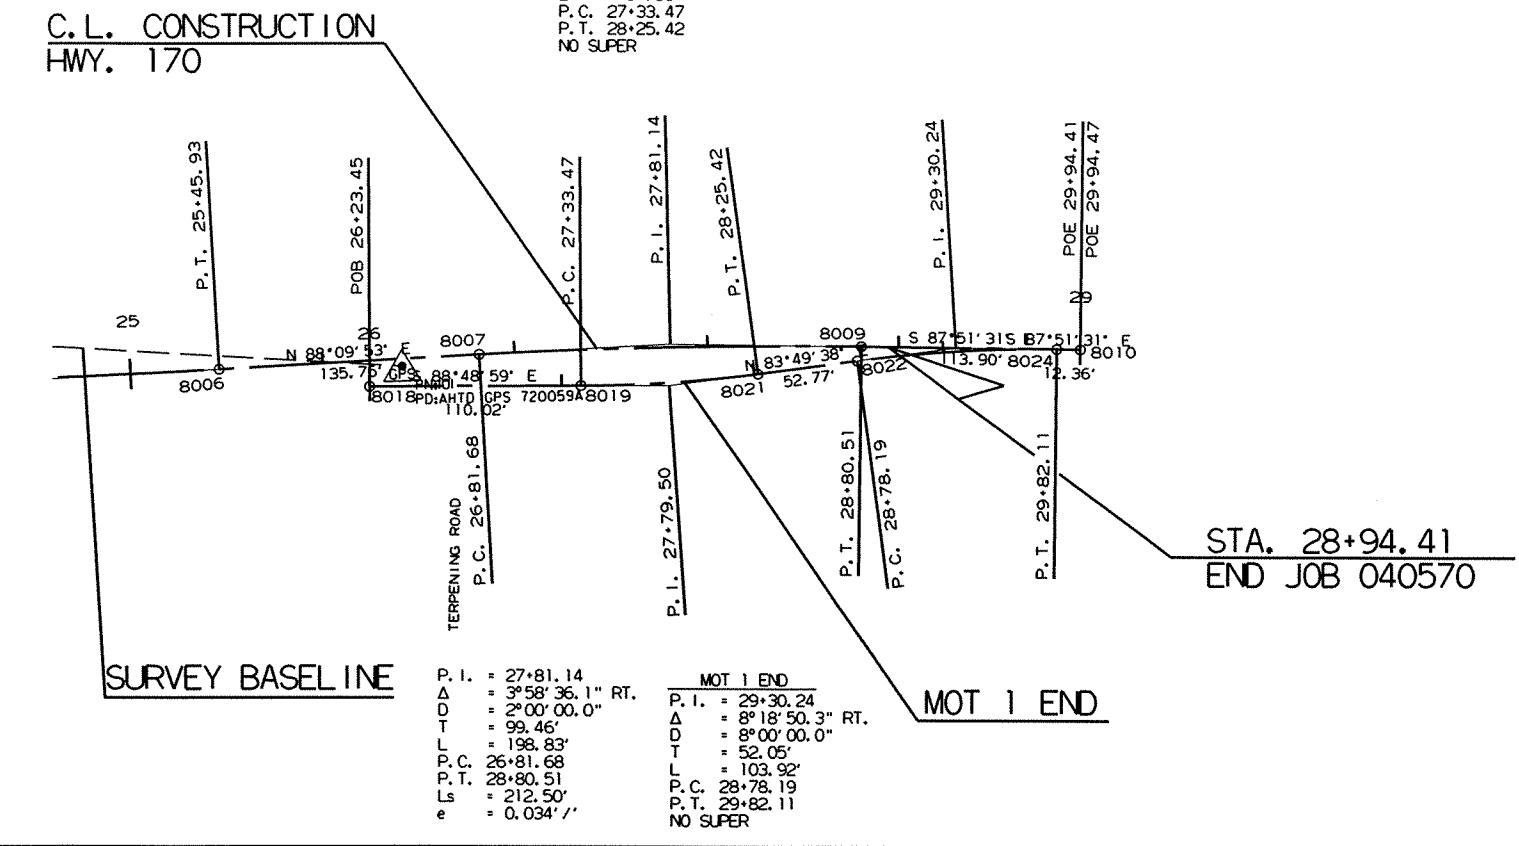 P.C. 27+33.47
P.T. 28+25.42
NO SUPER
C.L. CONSTRUCTION
HWY. 170
P.T. 25+45.93
POB 26+23.45
P.C. 27+33.47
P.I. 27+81.14
P.T. 28+25.42
P.I. 29+30.24
POE 29+94.41
POE 29+94.47
25
26
29
8006
N 88°09'53" E
8007
8009
S 87°51'31"
S 87°51'31" E
8010
8018
S 88°48'59" E
PD:AHTD GPS 720059A
110.02'
8019
8021
N 83°49'38"
52.77'
8022
113.90'
8024
12.36'
GPS
P.C. 26+81.68
TERPENING ROAD
P.I. 27+79.50
P.T. 28+80.51
P.C. 28+78.19
P.T. 29+82.11
STA. 28+94.41
END JOB 040570
SURVEY BASELINE
MOT 1 END
P.I. = 27+81.14
Δ = 3°58'36.1" RT.
D = 2°00'00.0"
T = 99.46'
L = 198.83'
P.C. 26+81.68
P.T. 28+80.51
Ls = 212.50'
e = 0.034'/'
MOT 1 END
P.I. = 29+30.24
Δ = 8°18'50.3" RT.
D = 8°00'00.0"
T = 52.05'
L = 103.92'
P.C. 28+78.19
P.T. 29+82.11
NO SUPER